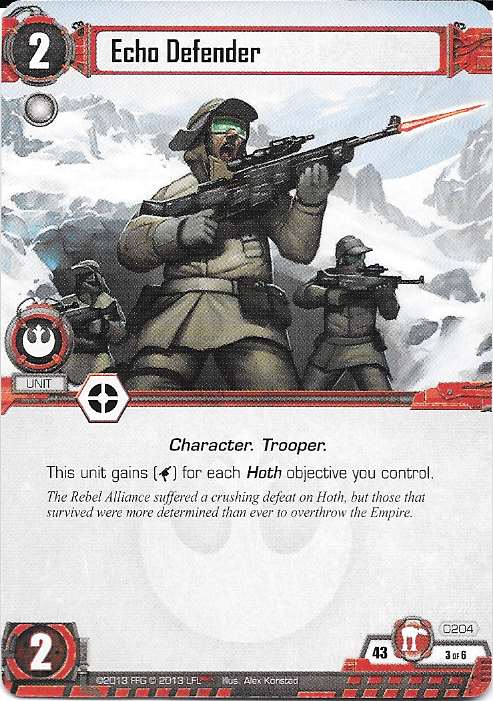 2
Echo Defender
UNIT
Character. Trooper.
This unit gains ( ) for each Hoth objective you control.
The Rebel Alliance suffered a crushing defeat on Hoth, but those that
survived were more determined than ever to overthrow the Empire.
2
0204
43
3 OF 6
©2013 FFG © 2013 LFL Illus. Alex Konstad